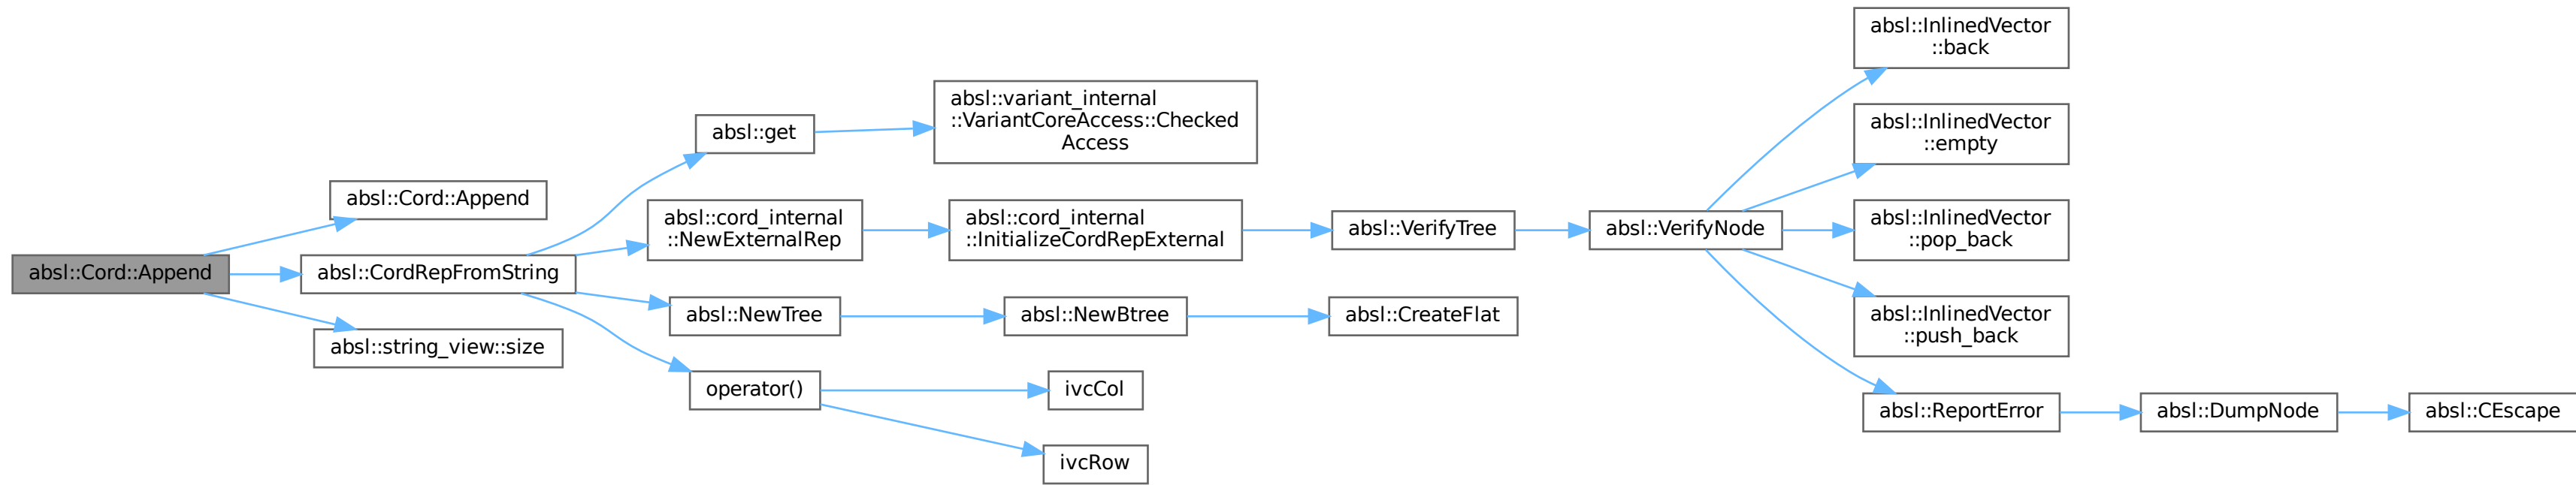 absl::Cord::Append
absl::Cord::Append
absl::CordRepFromString
absl::string_view::size
absl::get
absl::cord_internal
::NewExternalRep
absl::NewTree
operator()
absl::variant_internal
::VariantCoreAccess::Checked
Access
absl::cord_internal
::InitializeCordRepExternal
absl::NewBtree
ivcCol
ivcRow
absl::VerifyTree
absl::CreateFlat
absl::VerifyNode
absl::InlinedVector
::back
absl::InlinedVector
::empty
absl::InlinedVector
::pop_back
absl::InlinedVector
::push_back
absl::ReportError
absl::DumpNode
absl::CEscape